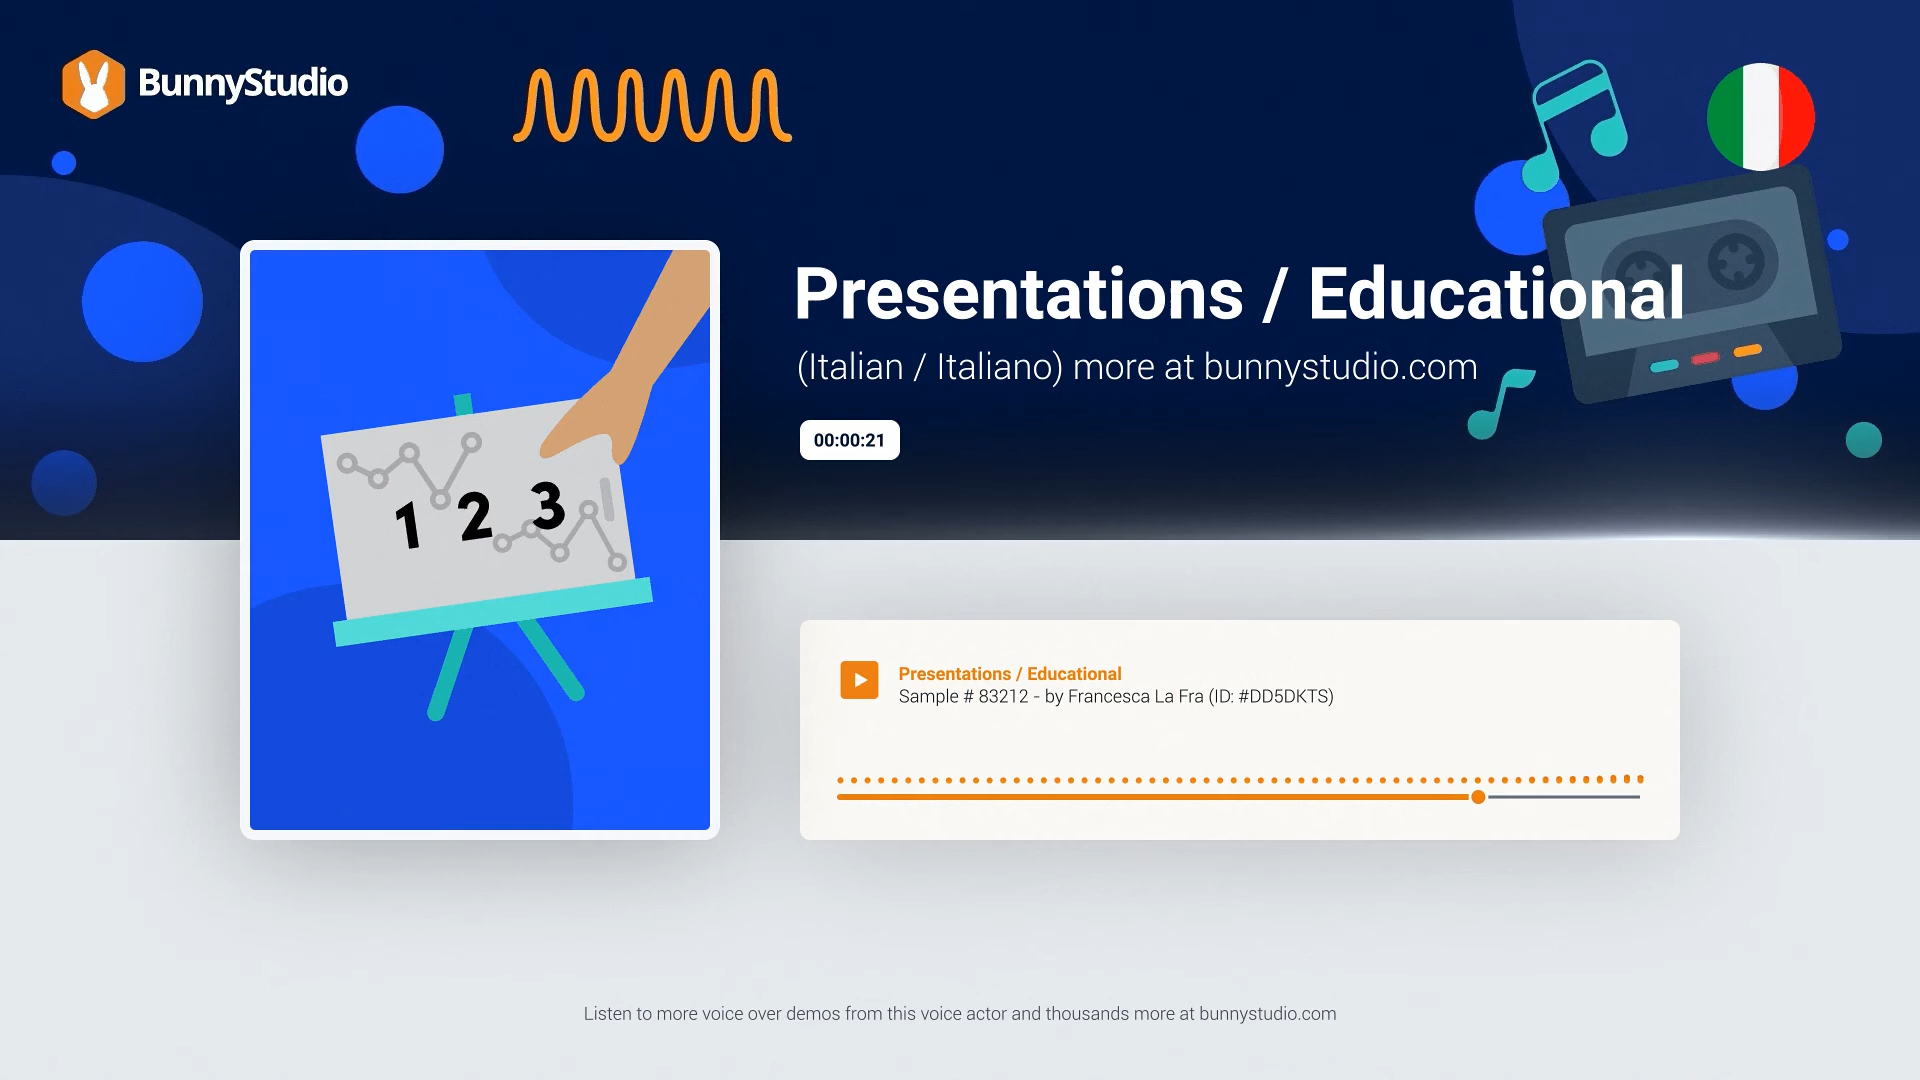 BunnyStudio
Presentations / Educational
(Italian / Italiano) more at bunnystudio.com
00:00:21
1 2 3
Presentations / Educational
Sample # 83212 - by Francesca La Fra (ID: #DD5DKTS)
Listen to more voice over demos from this voice actor and thousands more at bunnystudio.com